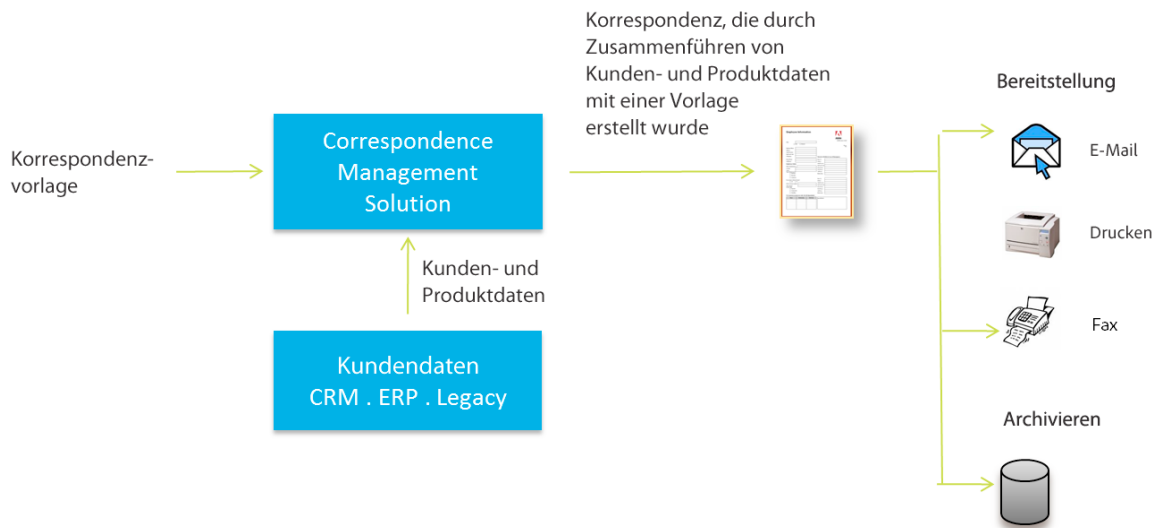 Korrespondenz, die durch
Zusammenführen von
Kunden- und Produktdaten
mit einer Vorlage
erstellt wurde
Bereitstellung
Korrespondenz-
vorlage
Correspondence
Management
Solution
E-Mail
Drucken
Kunden- und
Produktdaten
Fax
Kundendaten
CRM . ERP . Legacy
Archivieren